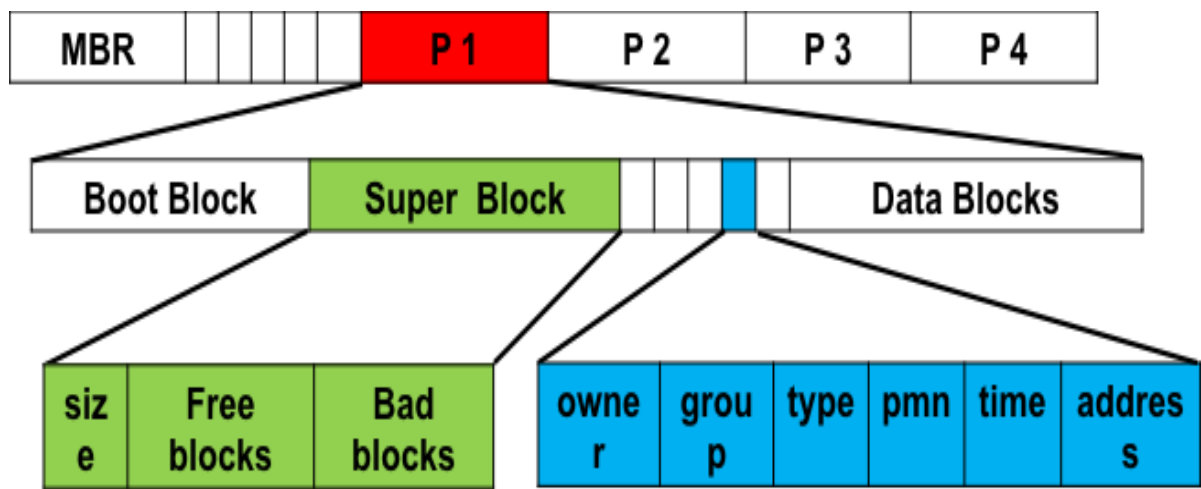 MBR P 1 P 2 P 3 P 4
Boot Block Super Block Data Blocks
siz
e
Free
blocks
Bad
blocks
owne
r
grou
p
type
pmn
time
addres
s